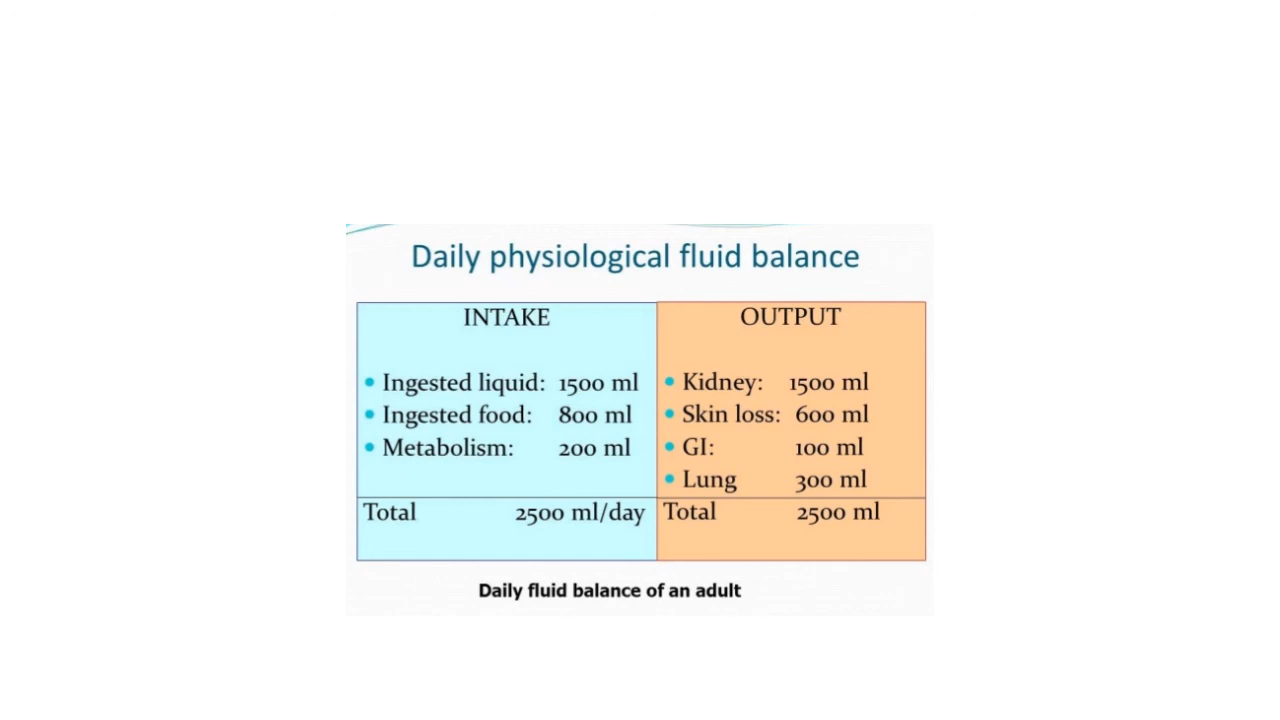 Daily physiological fluid balance
INTAKE
• Ingested liquid: 1500 ml
• Ingested food: 800 ml
• Metabolism: 200 ml
Total 2500 ml/day
OUTPUT
• Kidney: 1500 ml
• Skin loss: 600 ml
• GI: 100 ml
• Lung 300 ml
Total 2500 ml
Daily fluid balance of an adult